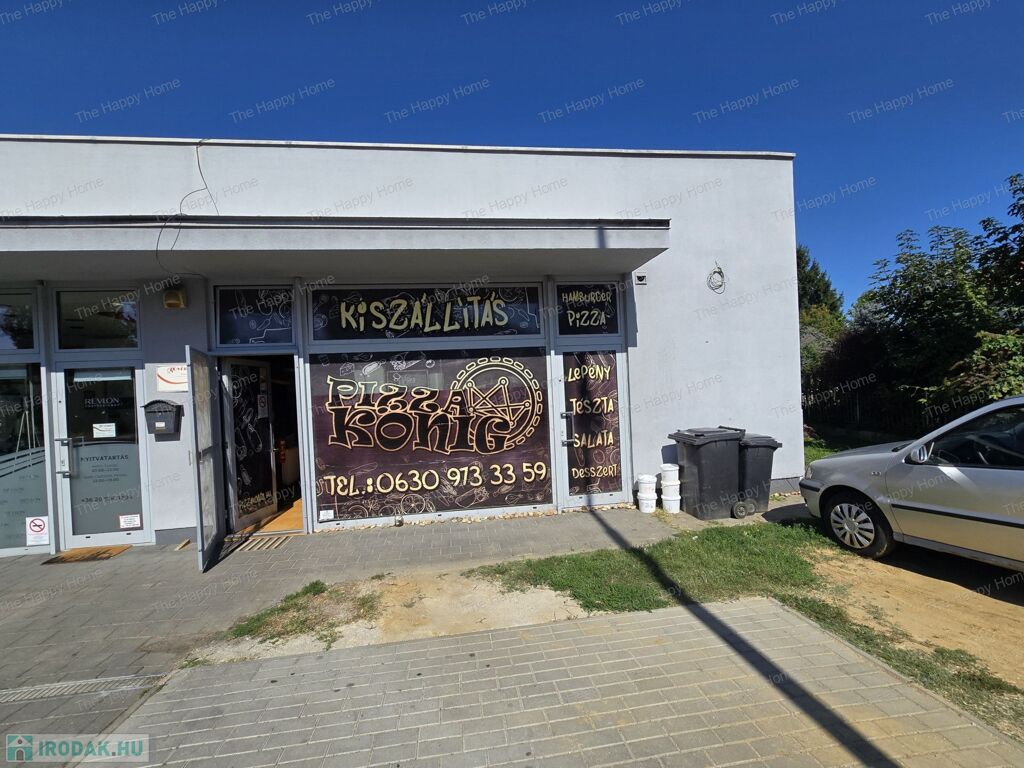 KISZÁLLÍTÁS
HAMBURGER
PIZZA
PIZZA
KÖNIG
TEL.:0630 973 33 59
LEPÉNY
TÉSZTA
SALÁTA
DESSZERT
REVLON
NYITVATARTÁS
The Happy Home
IRODAK.HU